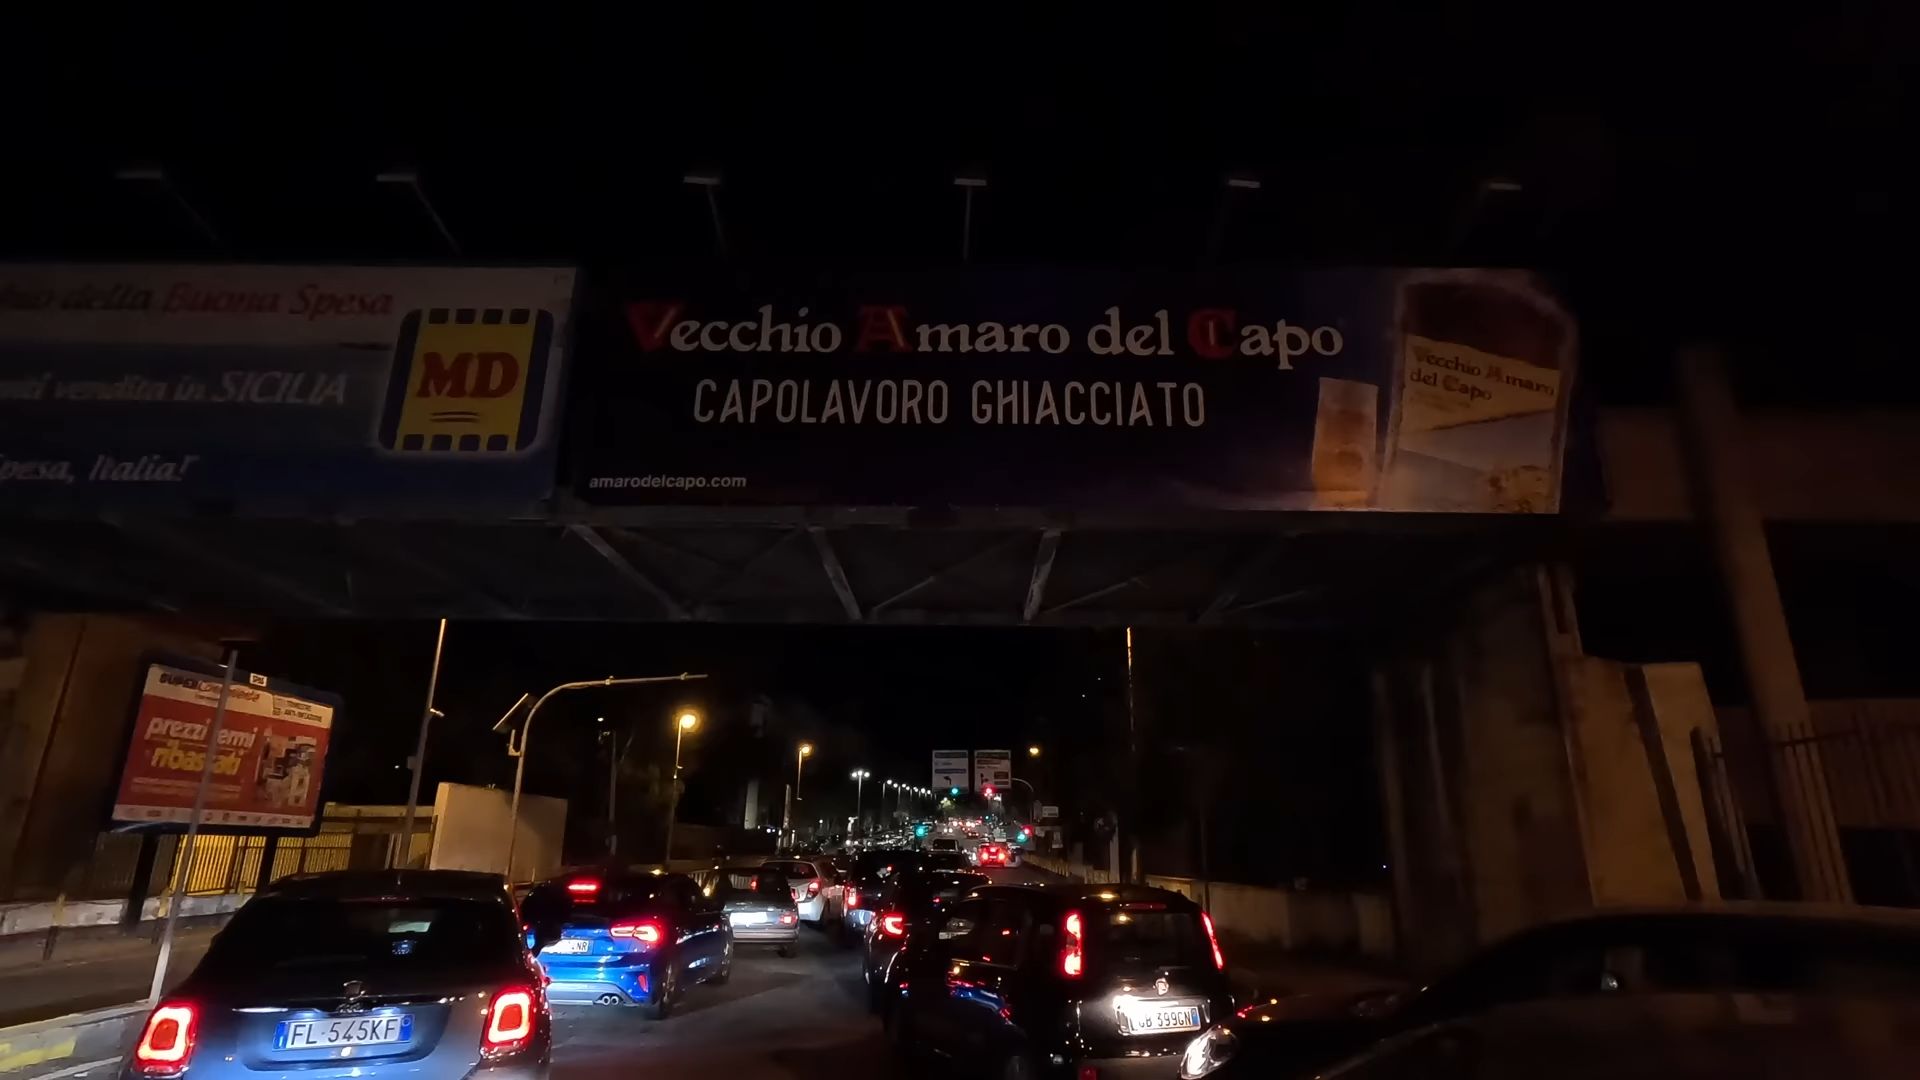 della Buona Spesa
vendita in SICILIA
Spesa, Italia!
MD
Vecchio Amaro del Capo
CAPOLAVORO GHIACCIATO
amarodelcapo.com
Vecchio Amaro
del Capo
prezzi fermi
ribassati
FL 545KF
399GN